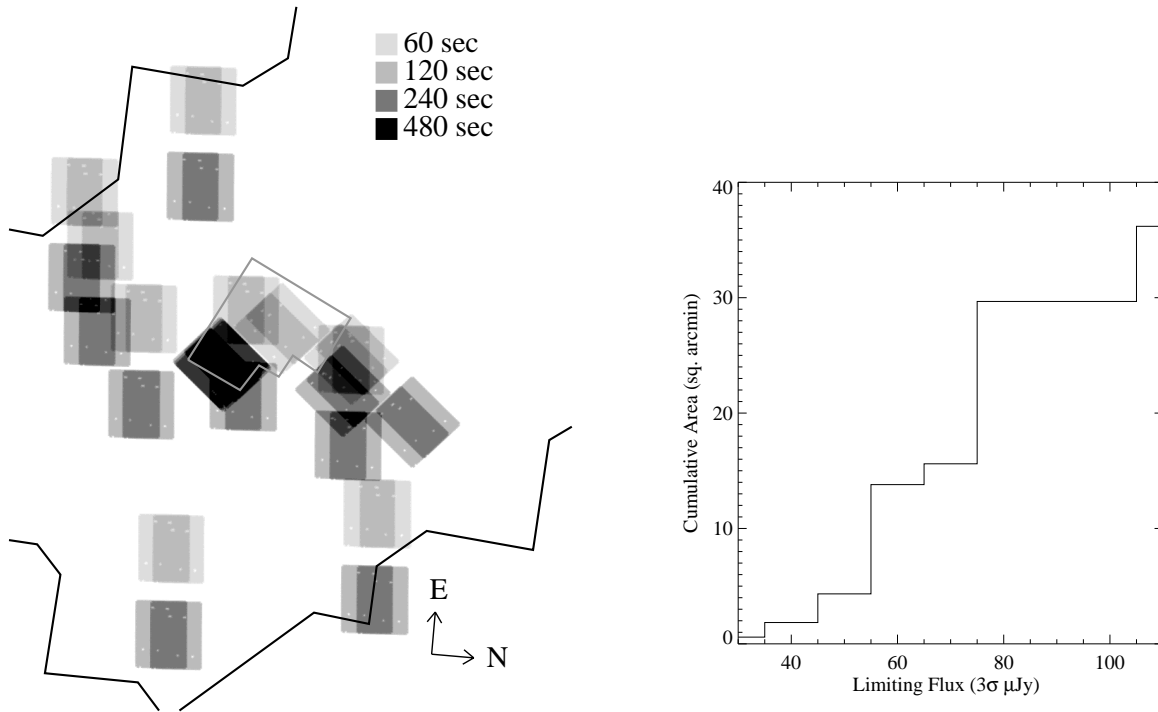 60 sec
120 sec
240 sec
480 sec
E
N
40
30
20
10
0
Cumulative Area (sq. arcmin)
40 60 80 100
Limiting Flux (3σ μJy)